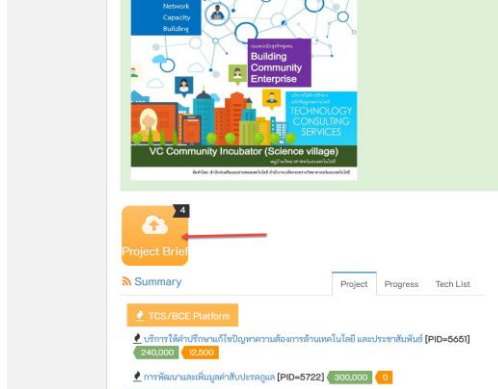 Network
Capacity
Building
Building
Community
Enterprise
TECHNOLOGY
CONSULTING
SERVICES
VC Community Incubator (Science village)
4
Project Brief
Summary
Project
Progress
Tech List
TCS/BCE Platform
บริการให้คำปรึกษาแก้ไขปัญหาความต้องการด้านเทคโนโลยี และประชาสัมพันธ์ [PID=5651]
240,000 12,500
การพัฒนาและเพิ่มมูลค่าสับปะรดภูแล [PID=5722] 300,000 0